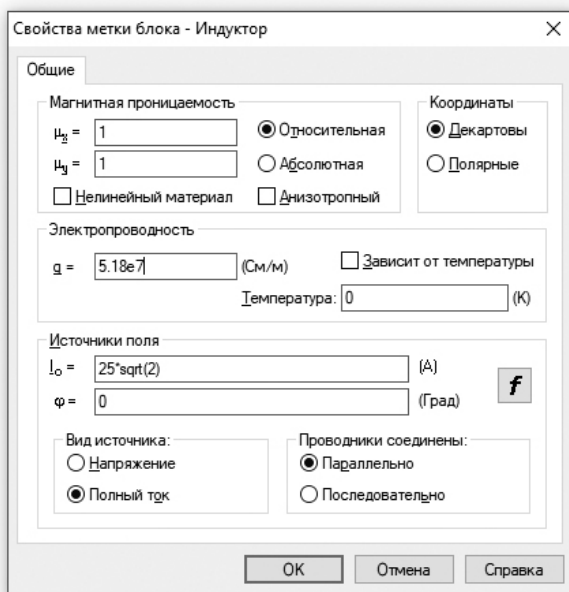 Свойства метки блока - Индуктор
Общие
Магнитная проницаемость
Координаты
μx = 1
Относительная
Декартовы
μy = 1
Абсолютная
Полярные
Нелинейный материал
Анизотропный
Электропроводность
g = 5.18e7 (См/м)
Зависит от температуры
Температура: 0 (K)
Источники поля
Io = 25*sqrt(2) (A)
f
φ = 0 (Град)
Вид источника:
Проводники соединены:
Напряжение
Параллельно
Полный ток
Последовательно
OK
Отмена
Справка